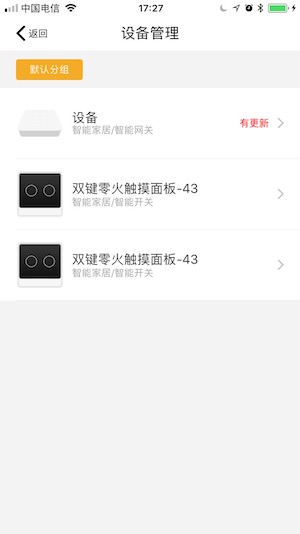 中国电信
17:27
返回
设备管理
默认分组
设备
智能家居/智能网关
有更新
双键零火触摸面板-43
智能家居/智能开关
双键零火触摸面板-43
智能家居/智能开关